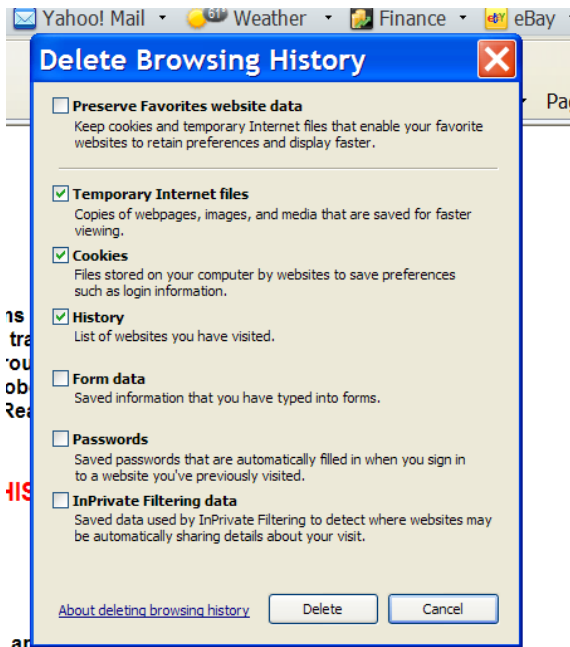 Yahoo! Mail 61° Weather Finance eBay
Delete Browsing History
Preserve Favorites website data
Keep cookies and temporary Internet files that enable your favorite
websites to retain preferences and display faster.
Temporary Internet files
Copies of webpages, images, and media that are saved for faster
viewing.
Cookies
Files stored on your computer by websites to save preferences
such as login information.
History
List of websites you have visited.
Form data
Saved information that you have typed into forms.
Passwords
Saved passwords that are automatically filled in when you sign in
to a website you've previously visited.
InPrivate Filtering data
Saved data used by InPrivate Filtering to detect where websites may
be automatically sharing details about your visit.
About deleting browsing history Delete Cancel